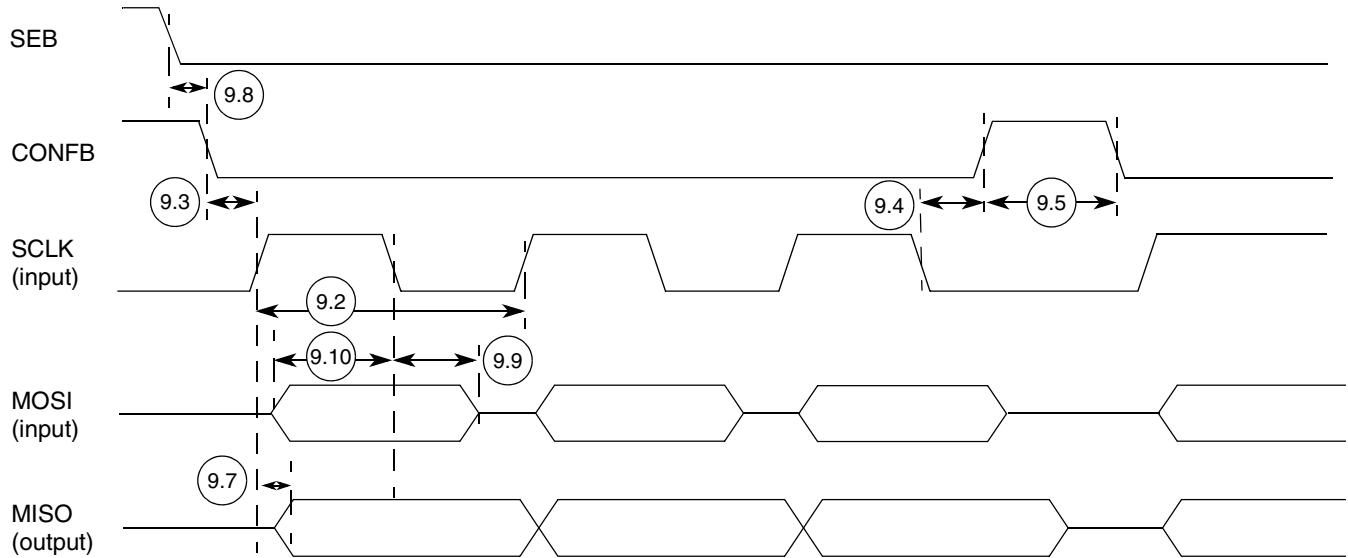 SEB
9.8
CONFB
9.3
9.4
9.5
SCLK
(input)
9.2
9.10
9.9
MOSI
(input)
9.7
MISO
(output)